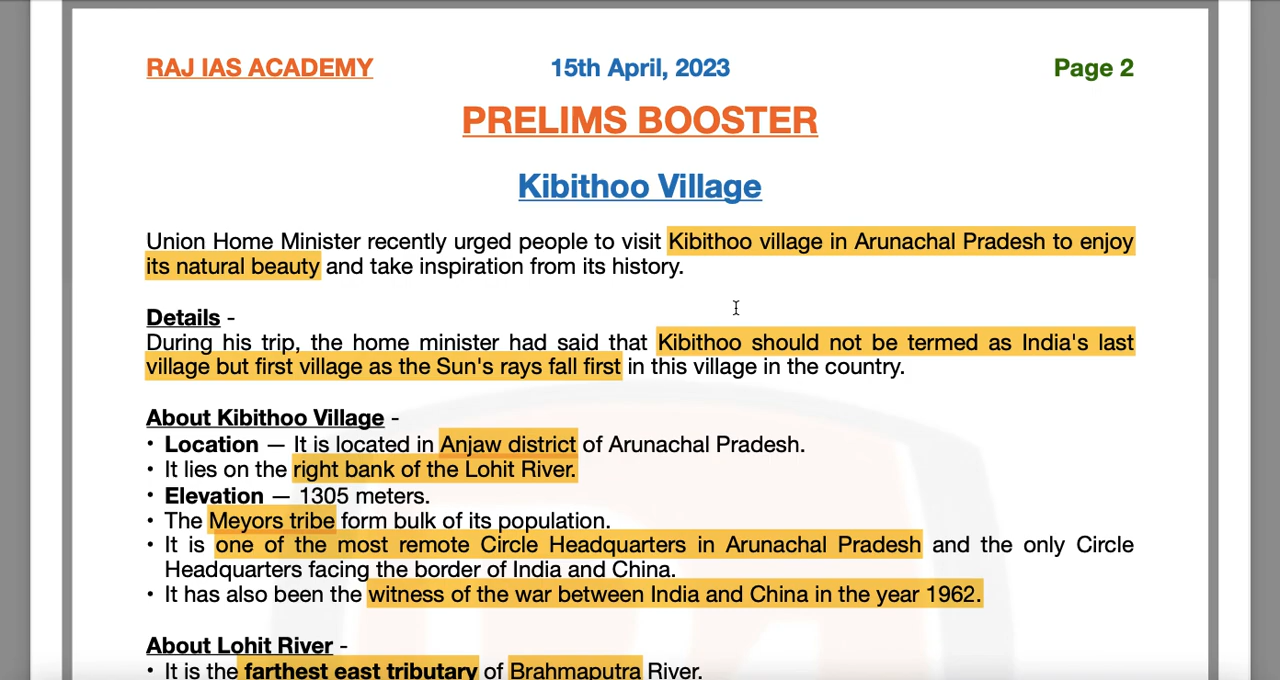 RAJ IAS ACADEMY 15th April, 2023 Page 2
PRELIMS BOOSTER
Kibithoo Village
Union Home Minister recently urged people to visit Kibithoo village in Arunachal Pradesh to enjoy
its natural beauty and take inspiration from its history.
Details -
During his trip, the home minister had said that Kibithoo should not be termed as India's last
village but first village as the Sun's rays fall first in this village in the country.
About Kibithoo Village -
• Location — It is located in Anjaw district of Arunachal Pradesh.
• It lies on the right bank of the Lohit River.
• Elevation — 1305 meters.
• The Meyors tribe form bulk of its population.
• It is one of the most remote Circle Headquarters in Arunachal Pradesh and the only Circle
Headquarters facing the border of India and China.
• It has also been the witness of the war between India and China in the year 1962.
About Lohit River -
• It is the farthest east tributary of Brahmaputra River.